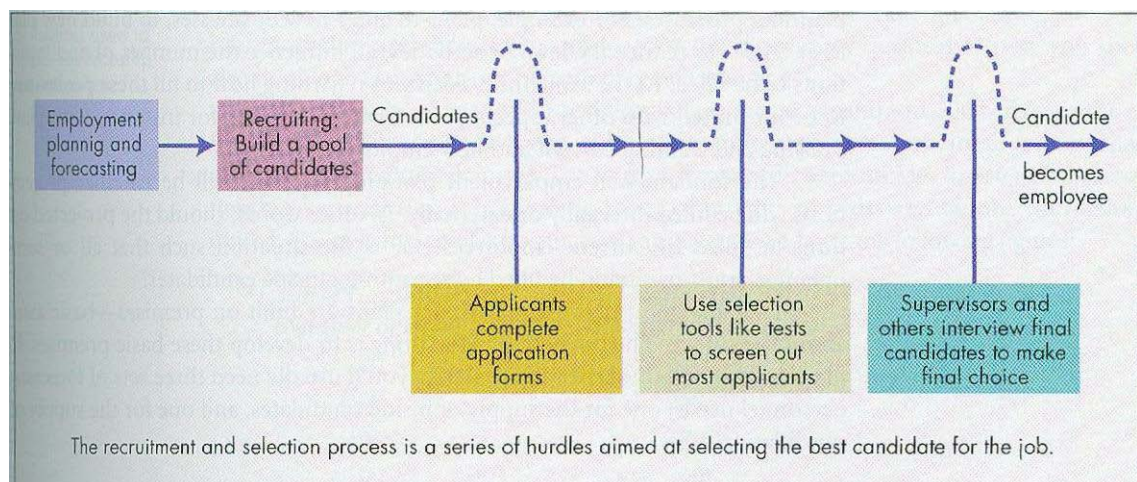 Employment
plannig and
forecasting
Recruiting:
Build a pool
of candidates
Candidates
Candidate
becomes
employee
Applicants
complete
application
forms
Use selection
tools like tests
to screen out
most applicants
Supervisors and
others interview final
candidates to make
final choice
The recruitment and selection process is a series of hurdles aimed at selecting the best candidate for the job.